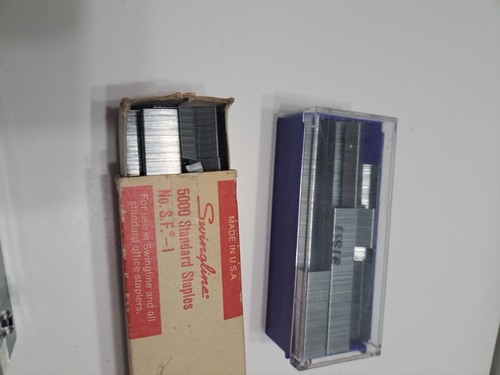 MADE IN U.S.A.
Swingline®
5000 Standard Staples
No. S.F.® -1
For use in Swingline and all
standard office staplers.